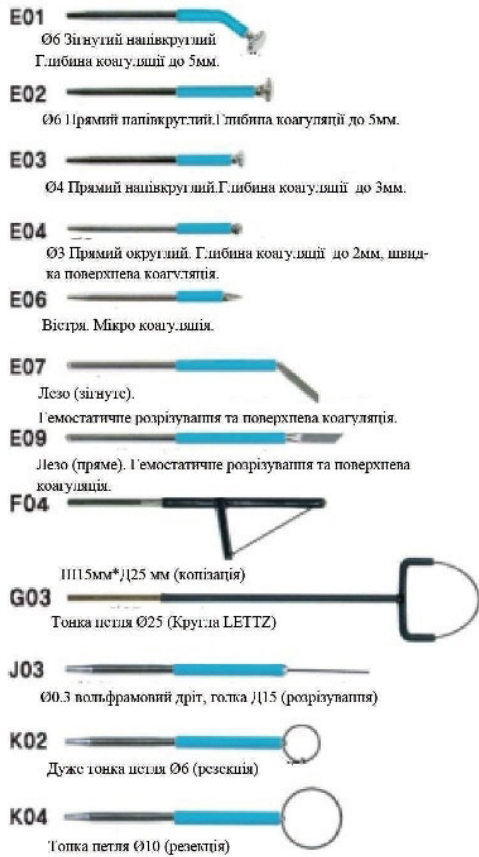 E01
Ø6 Зігнутий напівкруглий
Глибина коагуляції до 5мм.
E02
Ø6 Прямий напівкруглий.Глибина коагуляції до 5мм.
E03
Ø4 Прямий напівкруглий.Глибина коагуляції до 3мм.
E04
Ø3 Прямий округлий. Глибина коагуляції до 2мм, швид-
ка поверхнева коагуляція.
E06
Вістря. Мікро коагуляція.
E07
Лезо (зігнуте).
Гемостатичне розрізування та поверхнева коагуляція.
E09
Лезо (пряме). Гемостатичне розрізування та поверхнева
коагуляція.
F04
Ш15мм*Д25 мм (конізація)
G03
Тонка петля Ø25 (Кругла LETTZ)
J03
Ø0.3 вольфрамовий дріт, голка Д15 (розрізування)
K02
Дуже тонка петля Ø6 (резекція)
K04
Тонка петля Ø10 (резекція)